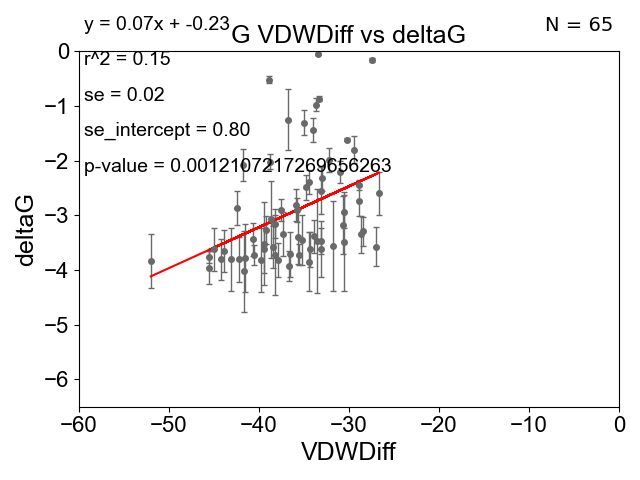 y = 0.07x + -0.23
N = 65
G VDWDiff vs deltaG
r^2 = 0.15
se = 0.02
se_intercept = 0.80
p-value = 0.0012107217269656263
deltaG
0
−1
−2
−3
−4
−5
−6
−60
−50
−40
−30
−20
−10
0
VDWDiff